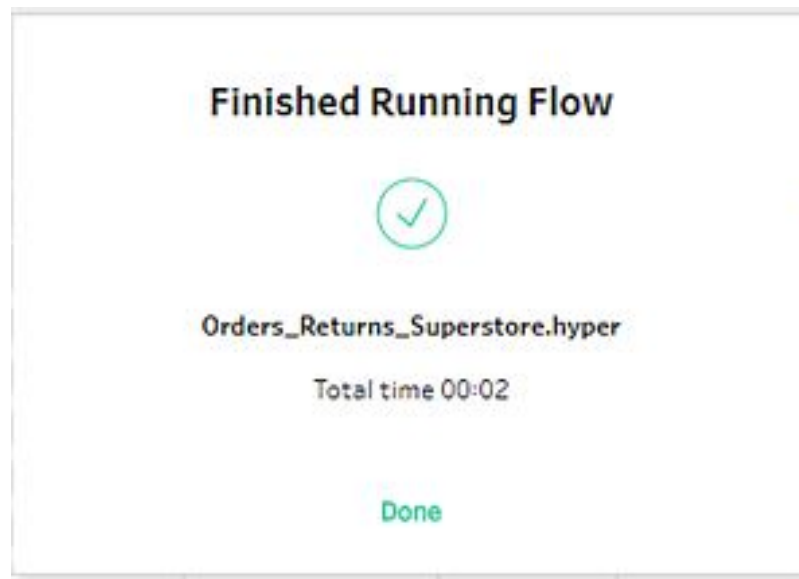 Finished Running Flow
Orders_Returns_Superstore.hyper
Total time 00:02
Done